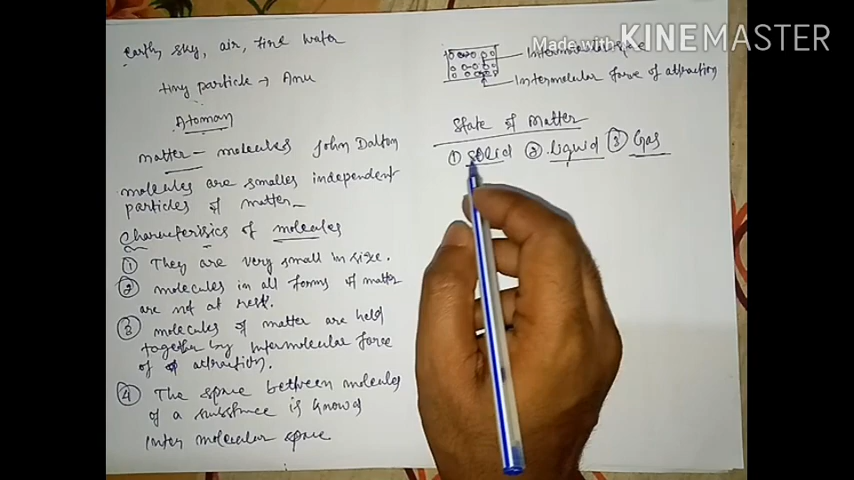 earth, sky, air, fire water
tiny particle → Anu
Atoman
matter - molecules John Dalton
molecules are smalles independent
particles of matter -
Characterisics of molecules
① They are very small in size.
② molecules in all forms of matter
are not at rest.
③ molecules of matter are held
together by Intermolecular force
of attraction.
④ The space between molecules
of a substance is known
Inter molecular space
Made with KINEMASTER
Intermolecular space
Intermolecular force of attraction
State of Matter
① Solid ② Liquid ③ Gas